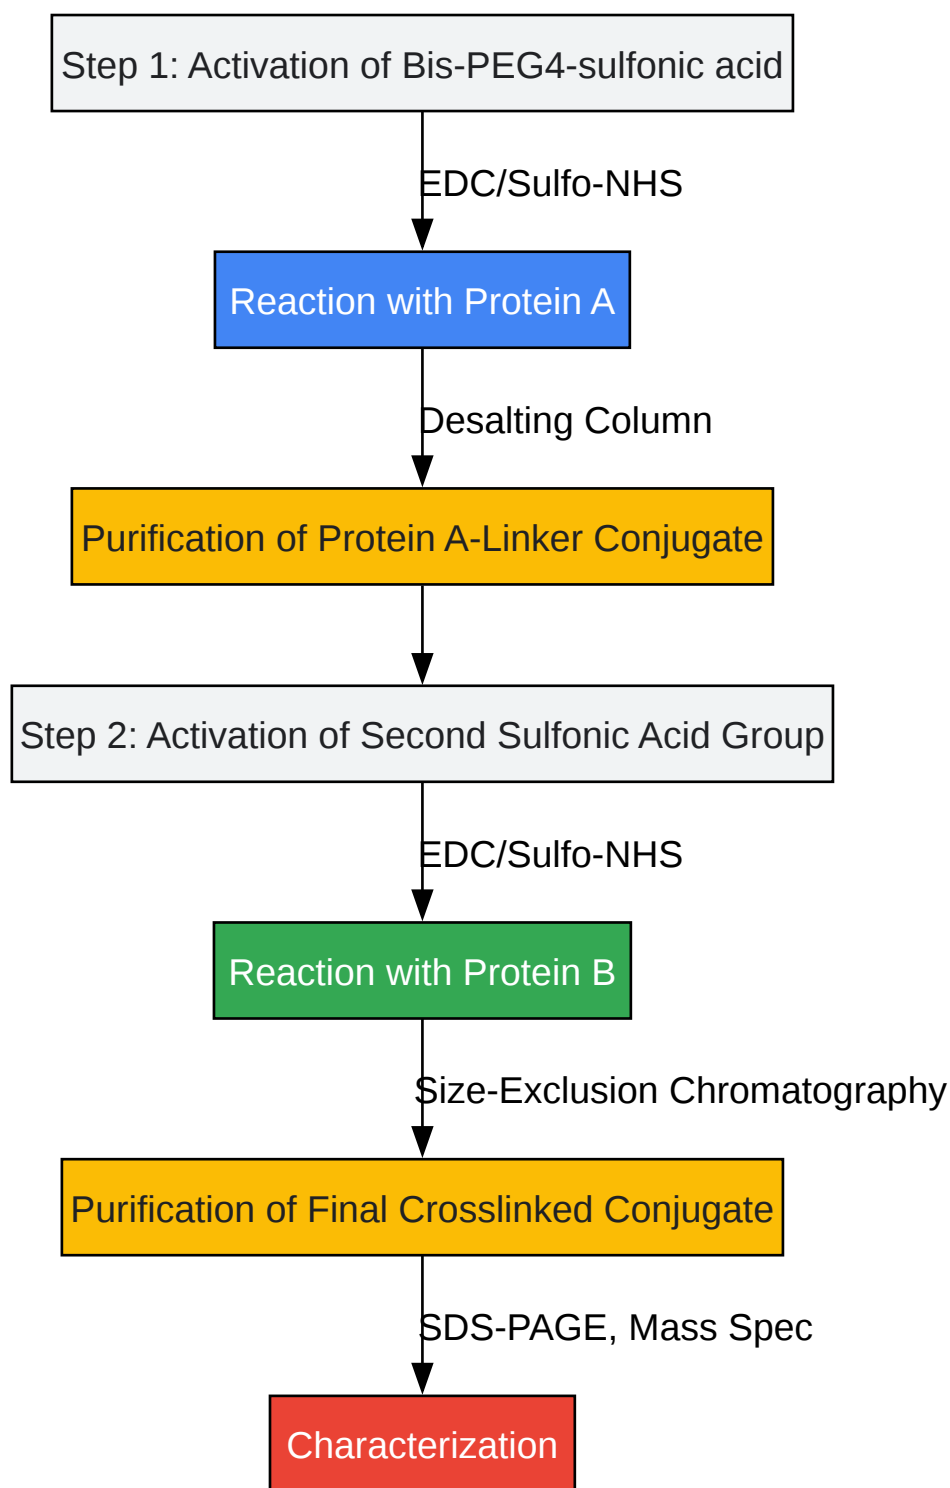 Step 1: Activation of Bis-PEG4-sulfonic acid
EDC/Sulfo-NHS
Reaction with Protein A
Desalting Column
Purification of Protein A-Linker Conjugate
Step 2: Activation of Second Sulfonic Acid Group
EDC/Sulfo-NHS
Reaction with Protein B
Size-Exclusion Chromatography
Purification of Final Crosslinked Conjugate
SDS-PAGE, Mass Spec
Characterization